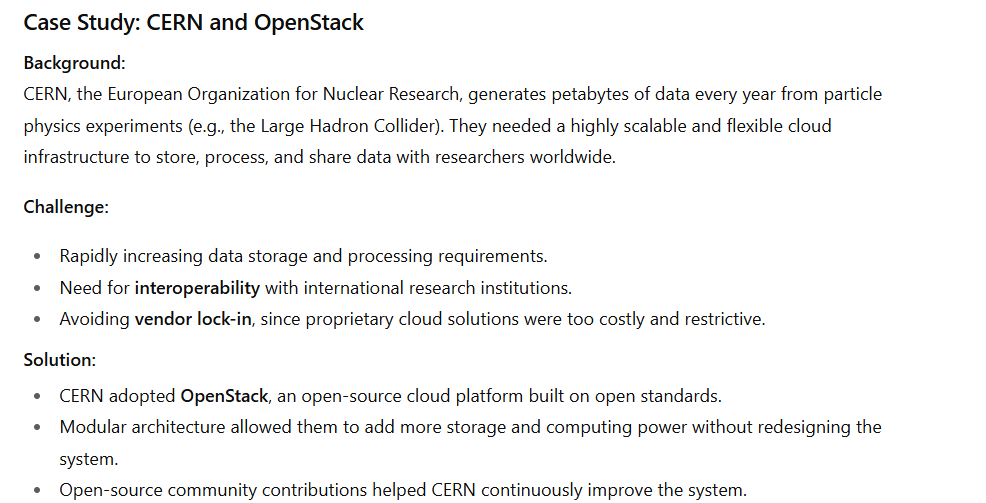 Case Study: CERN and OpenStack
Background:
CERN, the European Organization for Nuclear Research, generates petabytes of data every year from particle
physics experiments (e.g., the Large Hadron Collider). They needed a highly scalable and flexible cloud
infrastructure to store, process, and share data with researchers worldwide.
Challenge:
• Rapidly increasing data storage and processing requirements.
• Need for interoperability with international research institutions.
• Avoiding vendor lock-in, since proprietary cloud solutions were too costly and restrictive.
Solution:
• CERN adopted OpenStack, an open-source cloud platform built on open standards.
• Modular architecture allowed them to add more storage and computing power without redesigning the
system.
• Open-source community contributions helped CERN continuously improve the system.